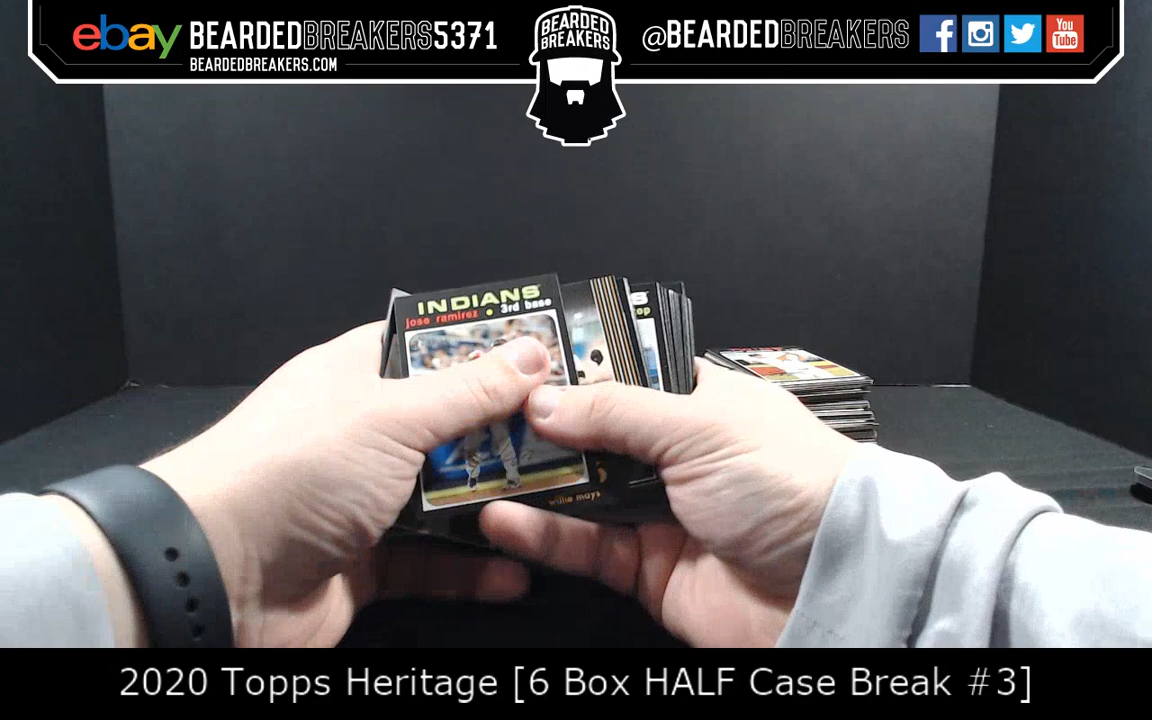 ebay BEARDEDBREAKERS5371
BEARDEDBREAKERS.COM
BEARDED
BREAKERS
@BEARDEDBREAKERS
You
Tube
INDIANS
jose ramirez • 3rd base
S
top
willie mays
2020 Topps Heritage [6 Box HALF Case Break #3]